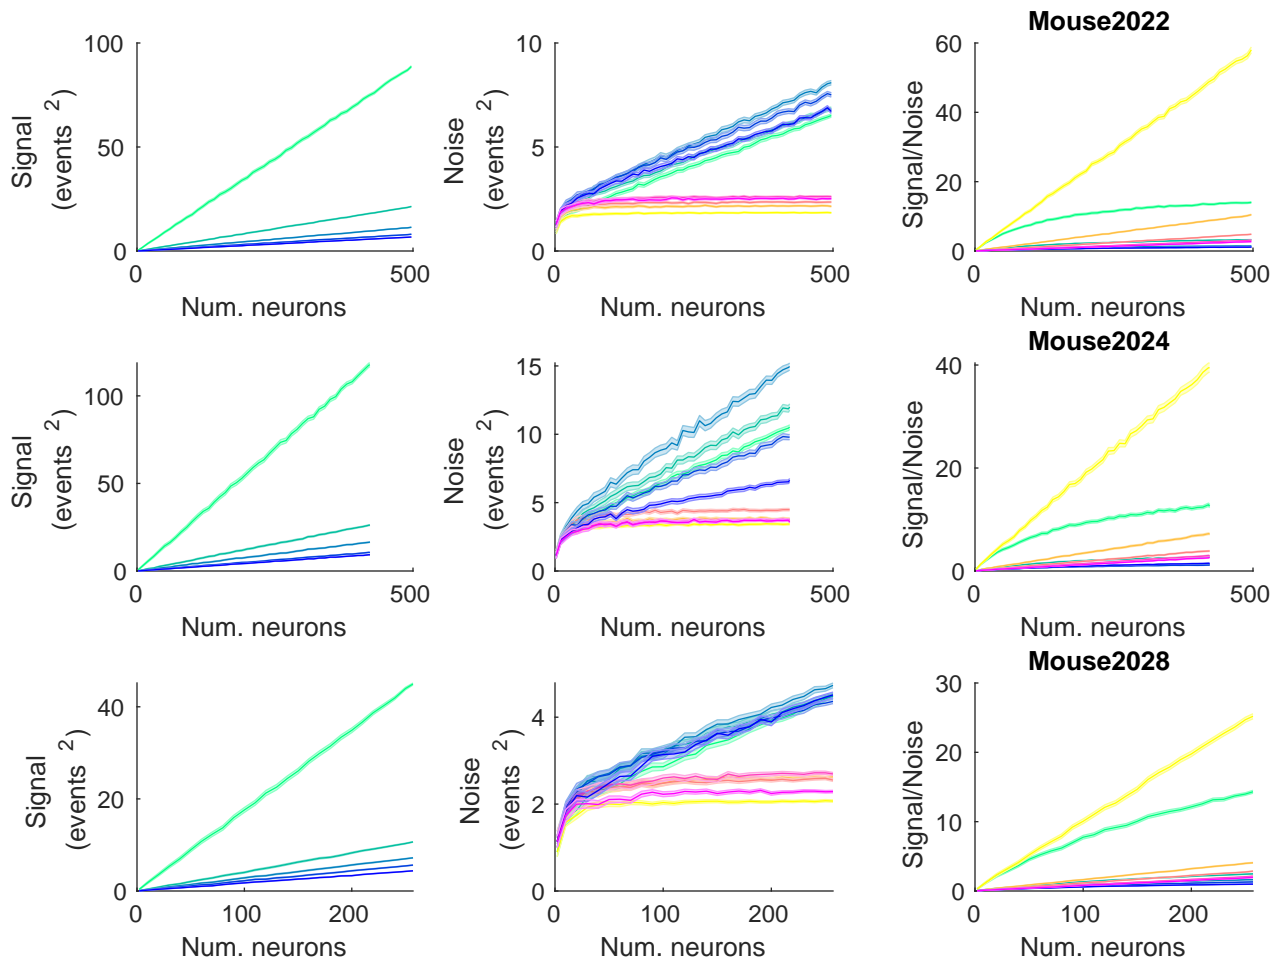 Mouse2022
100
50
0
Signal
(events ²)
0
500
Num. neurons
10
5
0
Noise
(events ²)
0
500
Num. neurons
60
40
20
0
Signal/Noise
0
500
Num. neurons
Mouse2024
100
50
0
Signal
(events ²)
0
500
Num. neurons
15
10
5
0
Noise
(events ²)
0
500
Num. neurons
40
20
0
Signal/Noise
0
500
Num. neurons
Mouse2028
40
20
0
Signal
(events ²)
0
100
200
Num. neurons
4
2
0
Noise
(events ²)
0
100
200
Num. neurons
30
20
10
0
Signal/Noise
0
100
200
Num. neurons